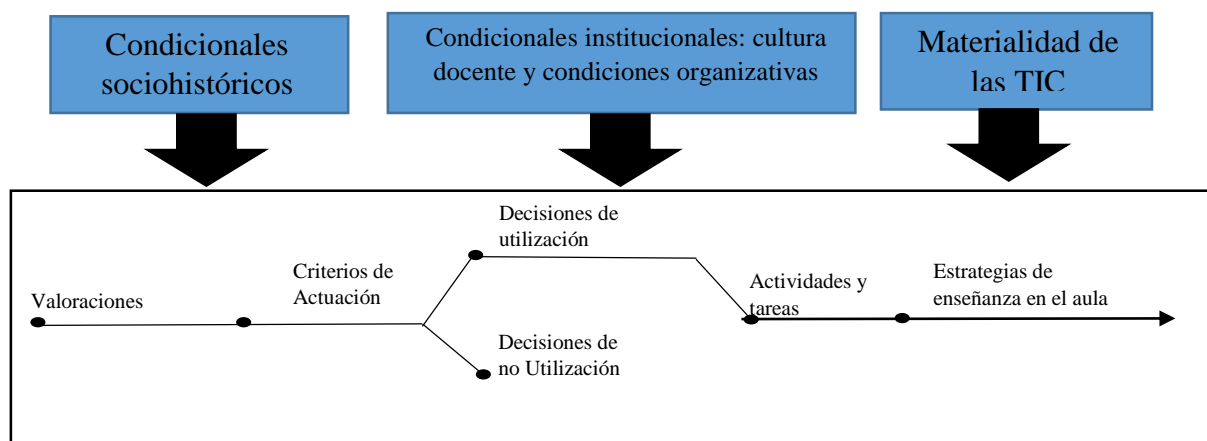 Condicionales
sociohistóricos
Condicionales institucionales: cultura
docente y condiciones organizativas
Materialidad de
las TIC
Decisiones de
utilización
Criterios de
Actuación
Valoraciones
Actividades y
tareas
Estrategias de
enseñanza en el aula
Decisiones de
no Utilización